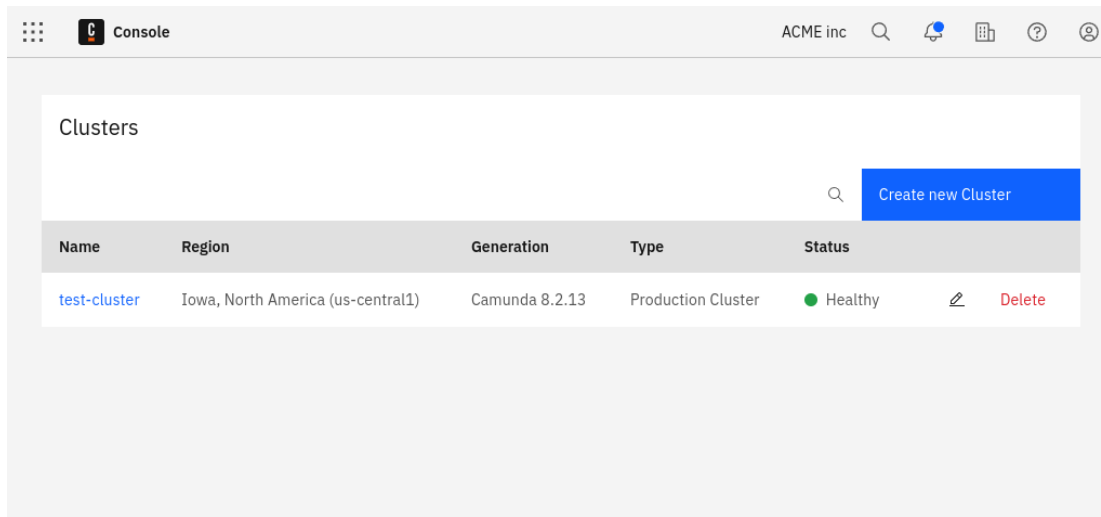 Console ACME inc
Clusters
Create new Cluster
Name Region Generation Type Status
test-cluster Iowa, North America (us-central1) Camunda 8.2.13 Production Cluster Healthy Delete